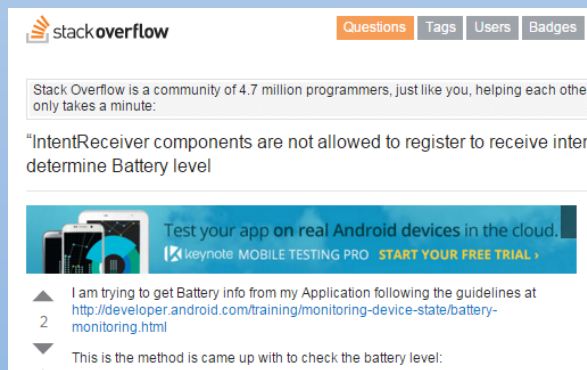 stackoverflow
Questions Tags Users Badges
Stack Overflow is a community of 4.7 million programmers, just like you, helping each othe
only takes a minute:
"IntentReceiver components are not allowed to register to receive inter
determine Battery level
Test your app on real Android devices in the cloud.
keynote MOBILE TESTING PRO START YOUR FREE TRIAL ›
I am trying to get Battery info from my Application following the guidelines at
http://developer.android.com/training/monitoring-device-state/battery-
2
monitoring.html
This is the method is came up with to check the battery level: